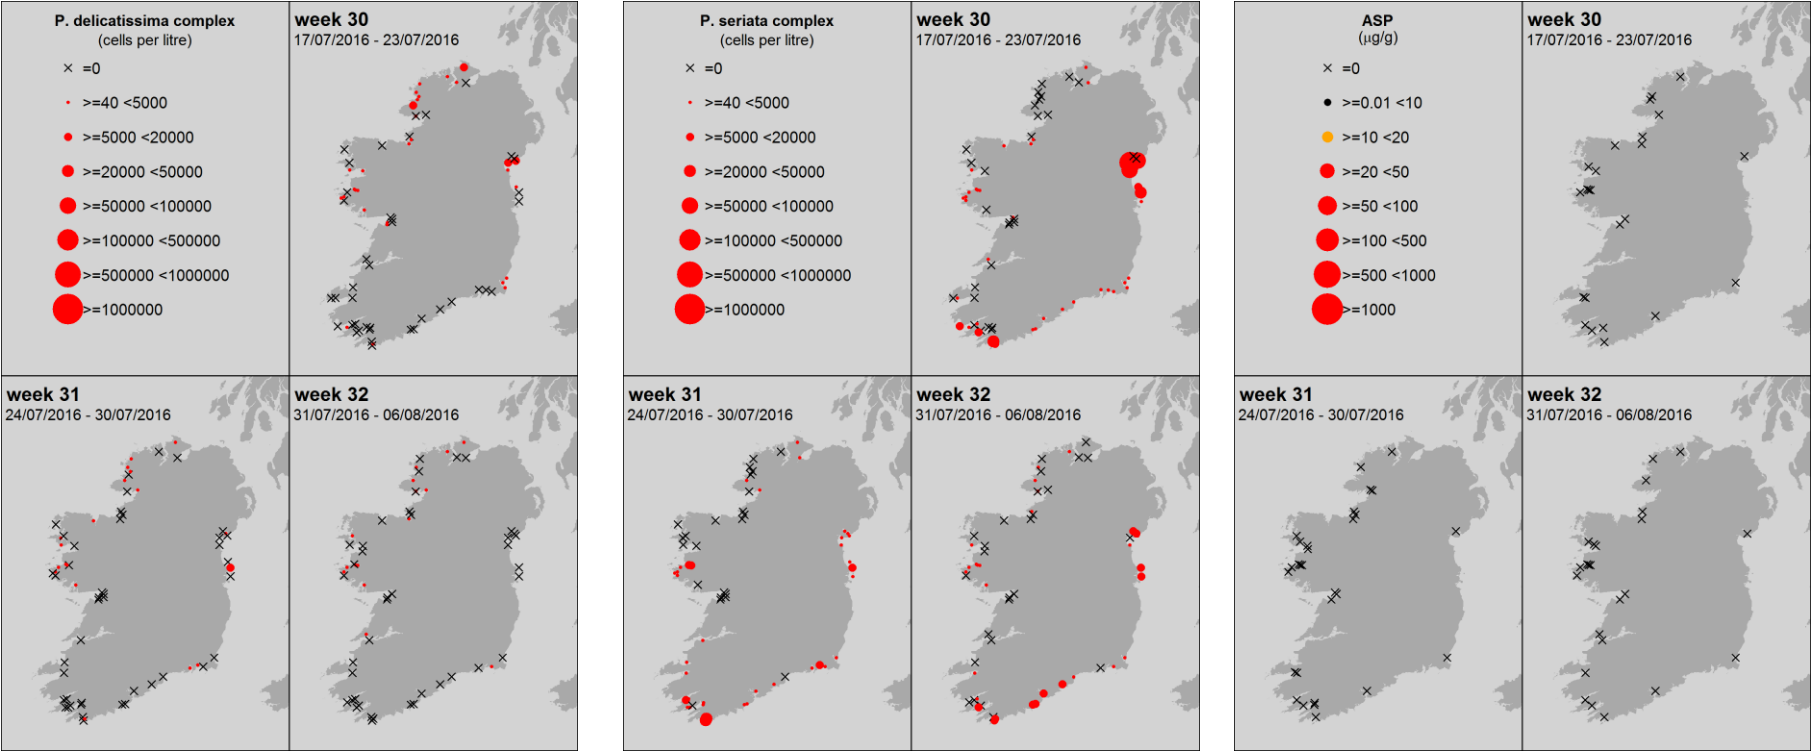 P. delicatissima complex
(cells per litre)
=0
>=40 <5000
>=5000 <20000
>=20000 <50000
>=50000 <100000
>=100000 <500000
>=500000 <1000000
>=1000000
week 30
17/07/2016 - 23/07/2016
week 31
24/07/2016 - 30/07/2016
week 32
31/07/2016 - 06/08/2016
P. seriata complex
(cells per litre)
=0
>=40 <5000
>=5000 <20000
>=20000 <50000
>=50000 <100000
>=100000 <500000
>=500000 <1000000
>=1000000
week 30
17/07/2016 - 23/07/2016
week 31
24/07/2016 - 30/07/2016
week 32
31/07/2016 - 06/08/2016
ASP
(µg/g)
=0
>=0.01 <10
>=10 <20
>=20 <50
>=50 <100
>=100 <500
>=500 <1000
>=1000
week 30
17/07/2016 - 23/07/2016
week 31
24/07/2016 - 30/07/2016
week 32
31/07/2016 - 06/08/2016